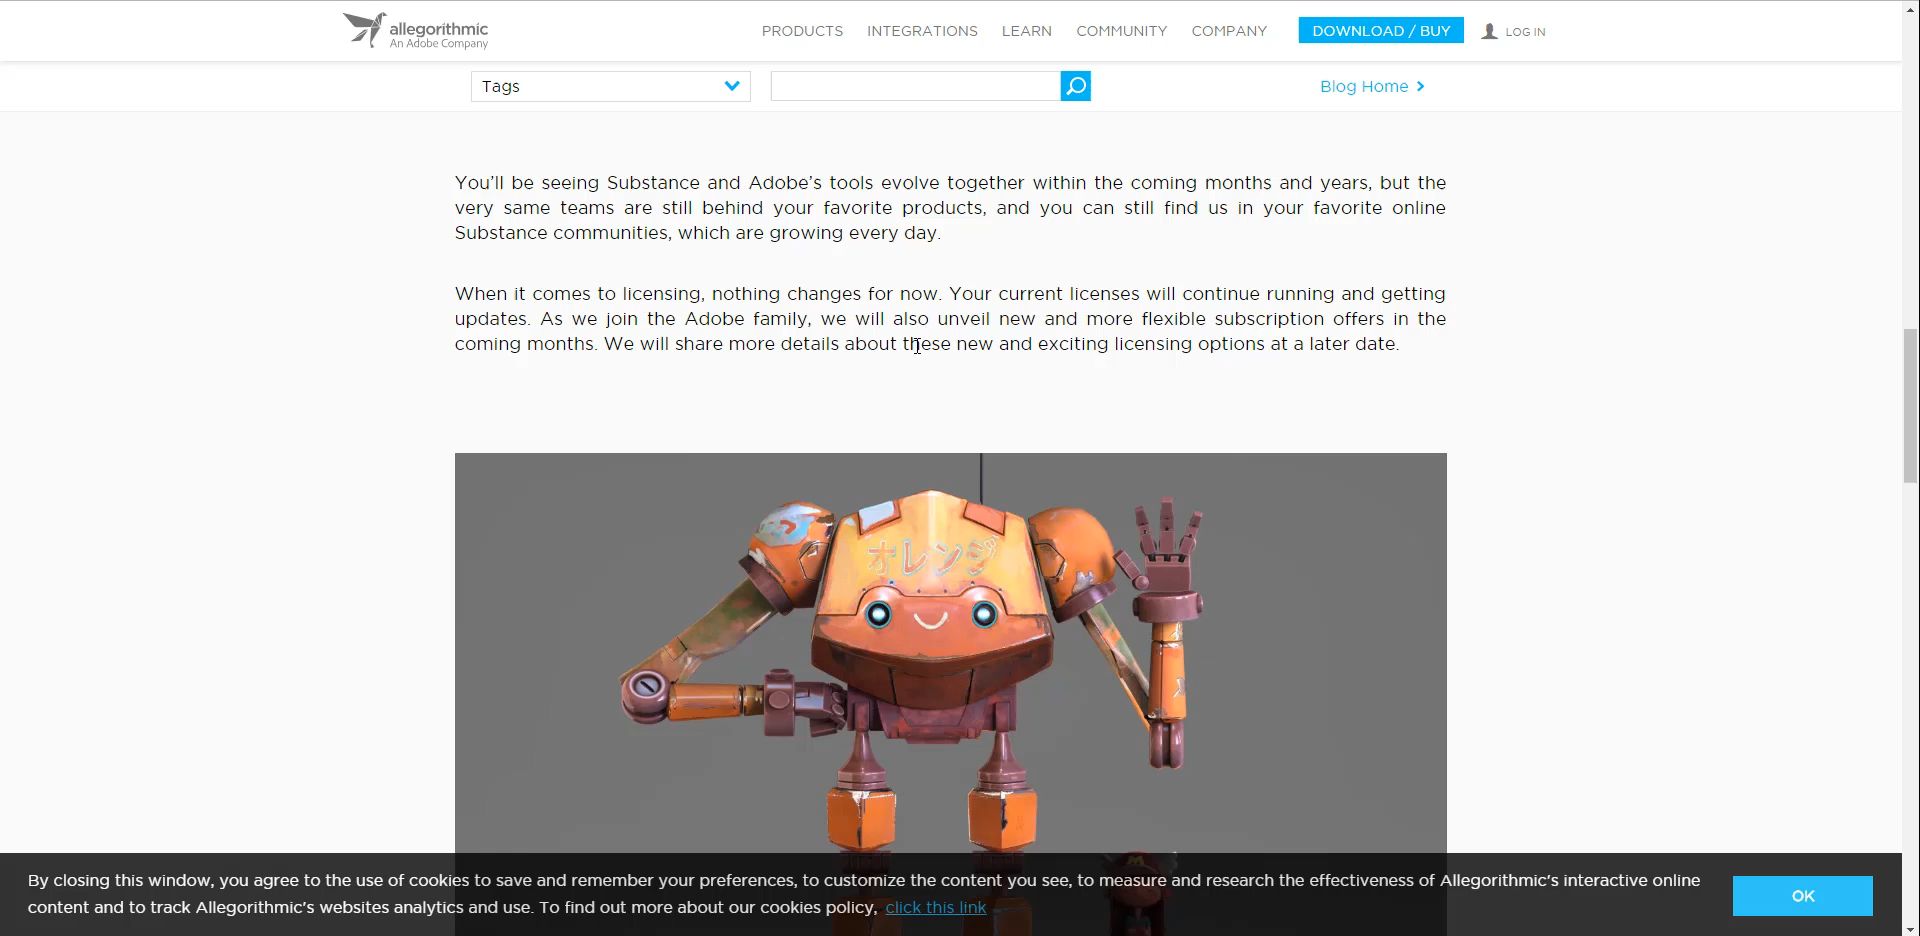 allegorithmic
An Adobe Company
PRODUCTS INTEGRATIONS LEARN COMMUNITY COMPANY DOWNLOAD / BUY LOG IN
Tags Blog Home
You'll be seeing Substance and Adobe's tools evolve together within the coming months and years, but the
very same teams are still behind your favorite products, and you can still find us in your favorite online
Substance communities, which are growing every day.
When it comes to licensing, nothing changes for now. Your current licenses will continue running and getting
updates. As we join the Adobe family, we will also unveil new and more flexible subscription offers in the
coming months. We will share more details about these new and exciting licensing options at a later date.
オレンジ
By closing this window, you agree to the use of cookies to save and remember your preferences, to customize the content you see, to measure and research the effectiveness of Allegorithmic's interactive online
content and to track Allegorithmic's websites analytics and use. To find out more about our cookies policy, click this link
OK